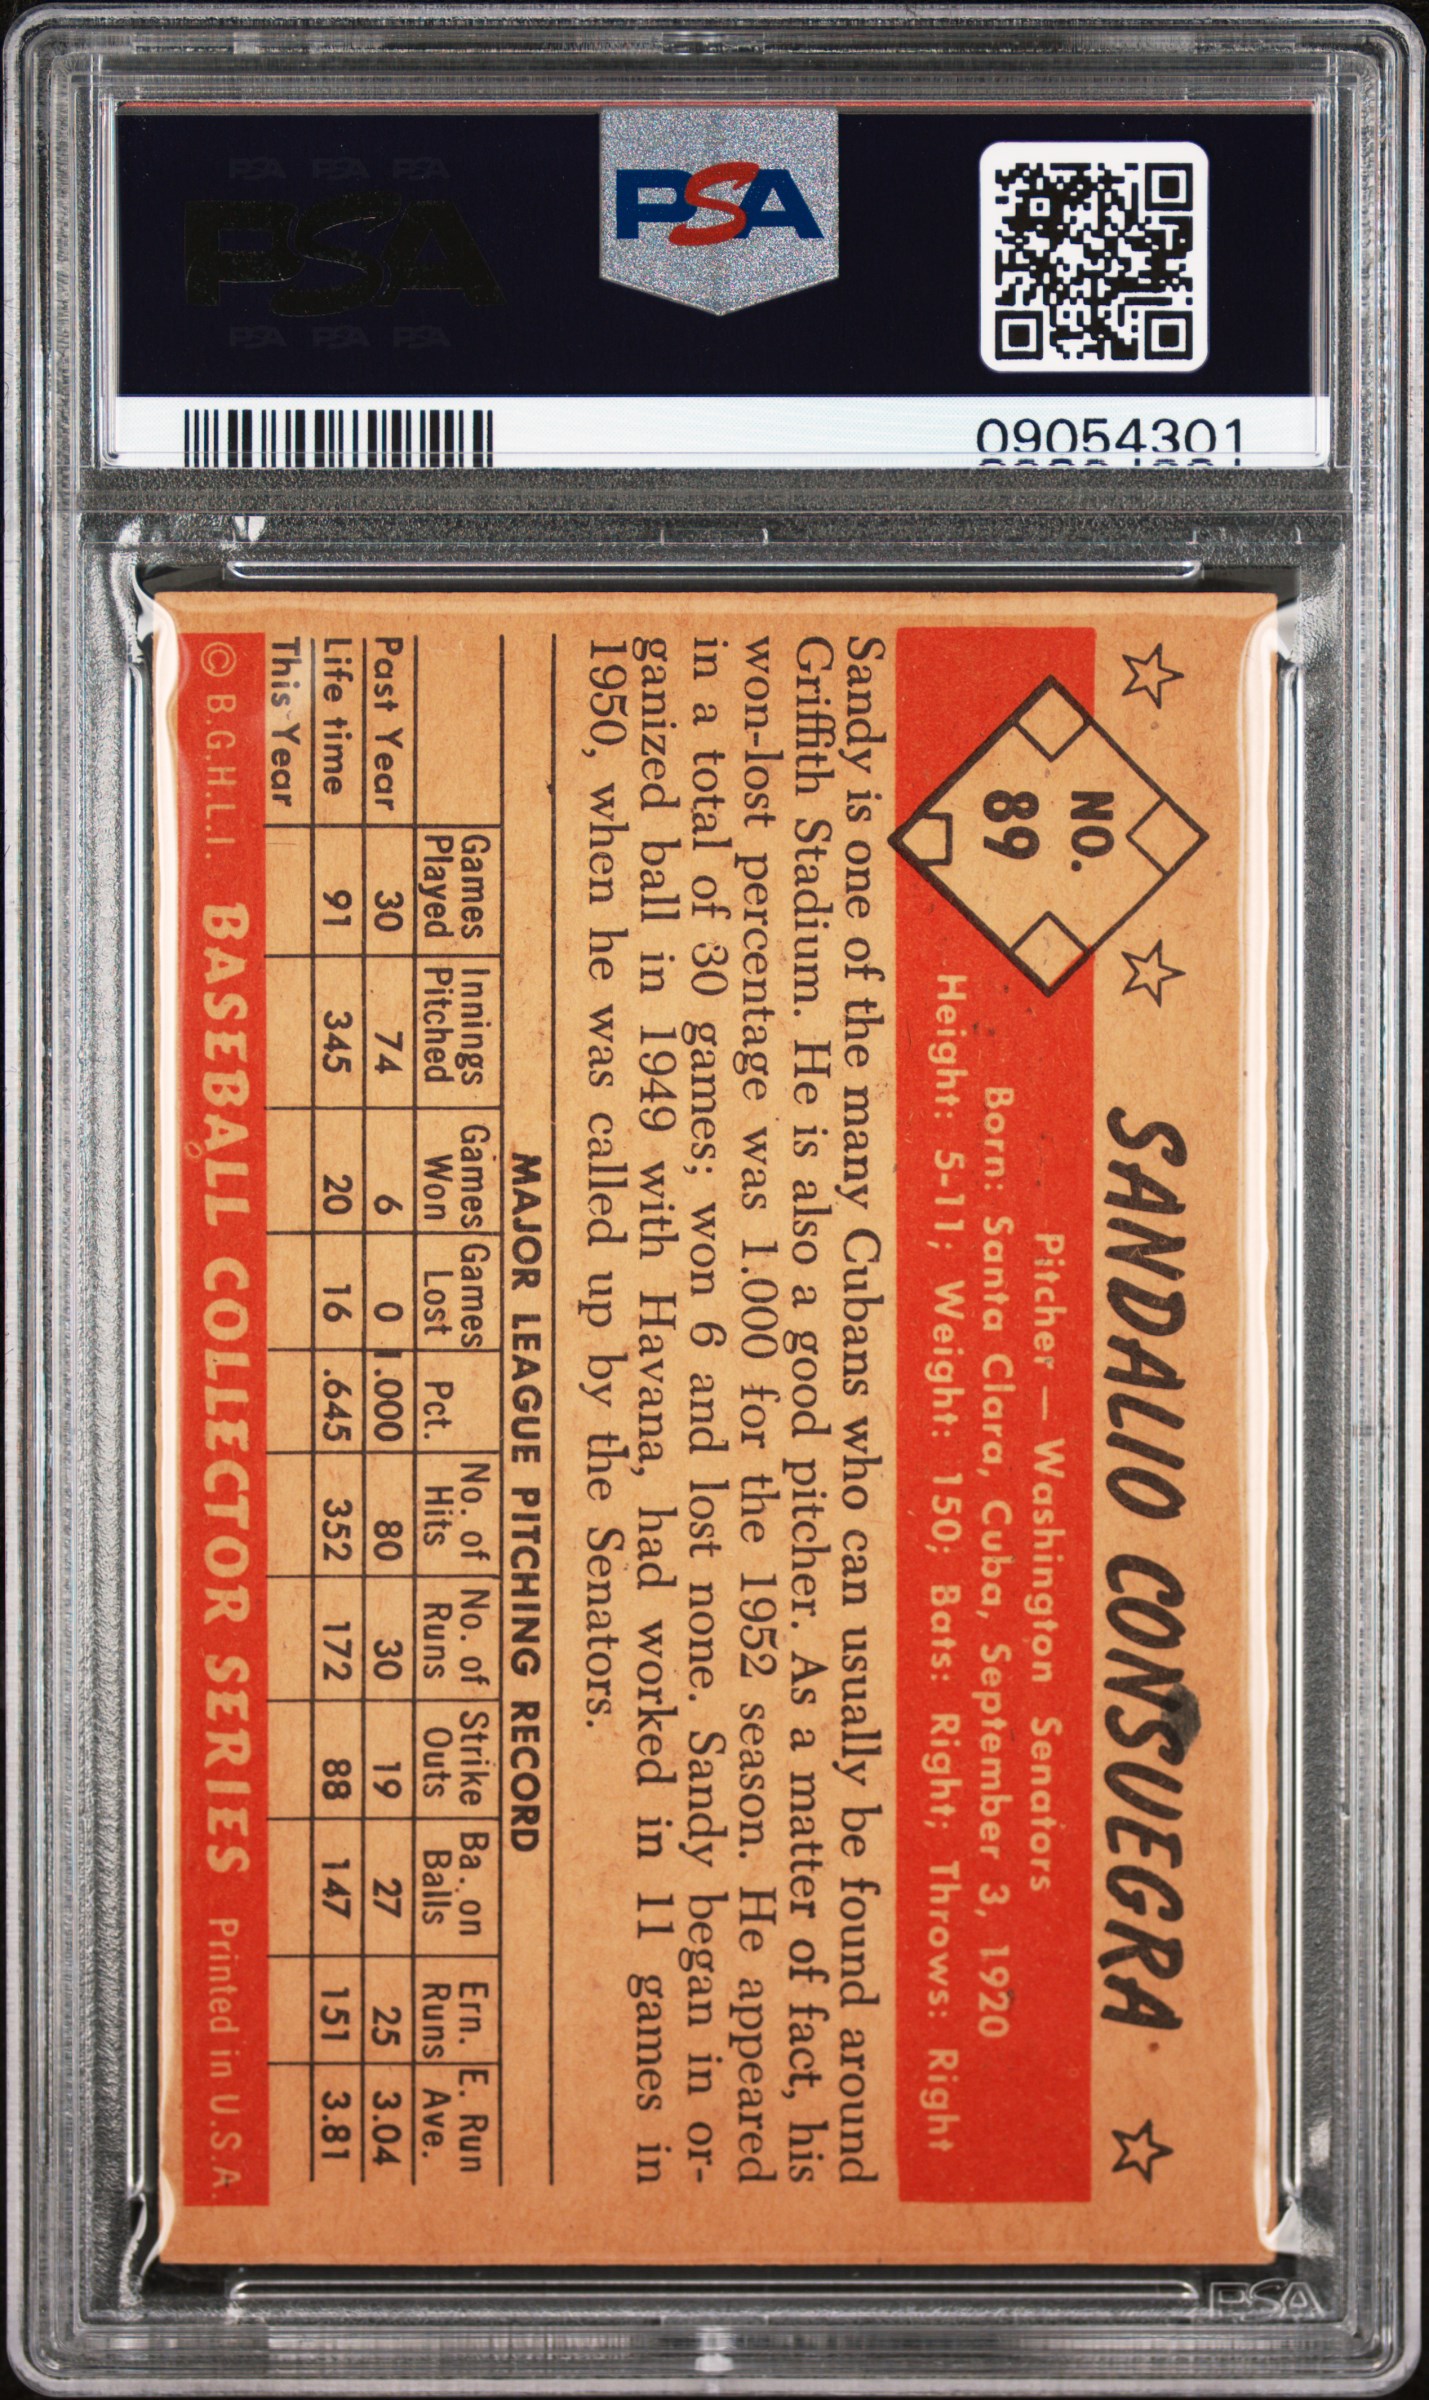 PSA PSA PSA
PSA
PSA PSA PSA
PSA
09054301
SANDALIO CONSUEGRA
NO.
89
Pitcher — Washington Senators
Born: Santa Clara, Cuba, September 3, 1920
Height: 5-11; Weight: 150; Bats: Right; Throws: Right
Sandy is one of the many Cubans who can usually be found around
Griffith Stadium. He is also a good pitcher. As a matter of fact, his
won-lost percentage was 1.000 for the 1952 season. He appeared
in a total of 30 games; won 6 and lost none. Sandy began in or-
ganized ball in 1949 with Havana, had worked in 11 games in
1950, when he was called up by the Senators.
MAJOR LEAGUE PITCHING RECORD
Games Innings Games Games No. of No. of Strike Ba. on Ern. E. Run
Played Pitched Won Lost Pct. Hits Runs Outs Balls Runs Ave.
Past Year 30 74 6 0 1.000 80 30 19 27 25 3.04
Life time 91 345 20 16 .645 352 172 88 147 151 3.81
This Year
© B.G.H.L.I. BASEBALL COLLECTOR SERIES Printed in U.S.A.
PSA